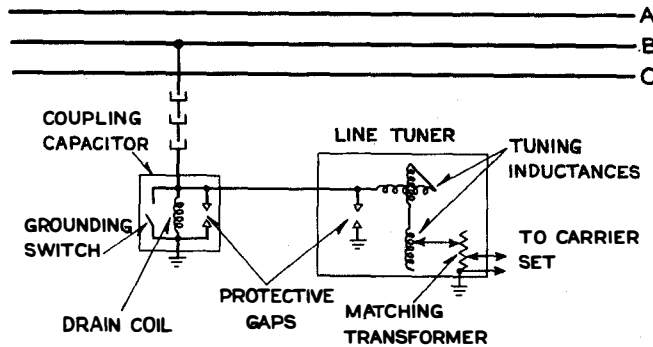 A
B
C
COUPLING
CAPACITOR
LINE TUNER
TUNING
INDUCTANCES
GROUNDING
SWITCH
TO CARRIER
SET
DRAIN COIL
PROTECTIVE
GAPS
MATCHING
TRANSFORMER